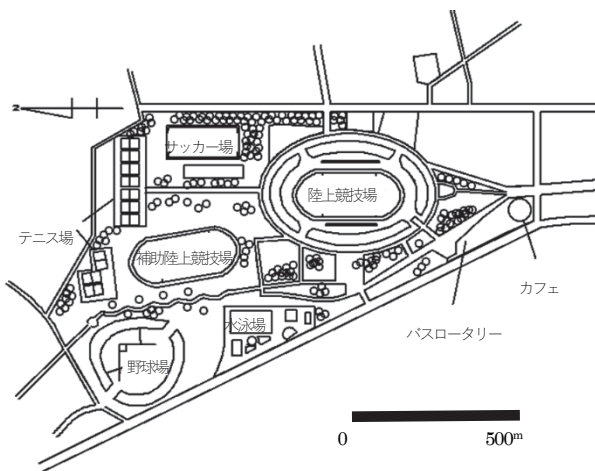 z
サッカー場
陸上競技場
テニス場
補助陸上競技場
カフェ
水泳場
バスロータリー
野球場
0 500m